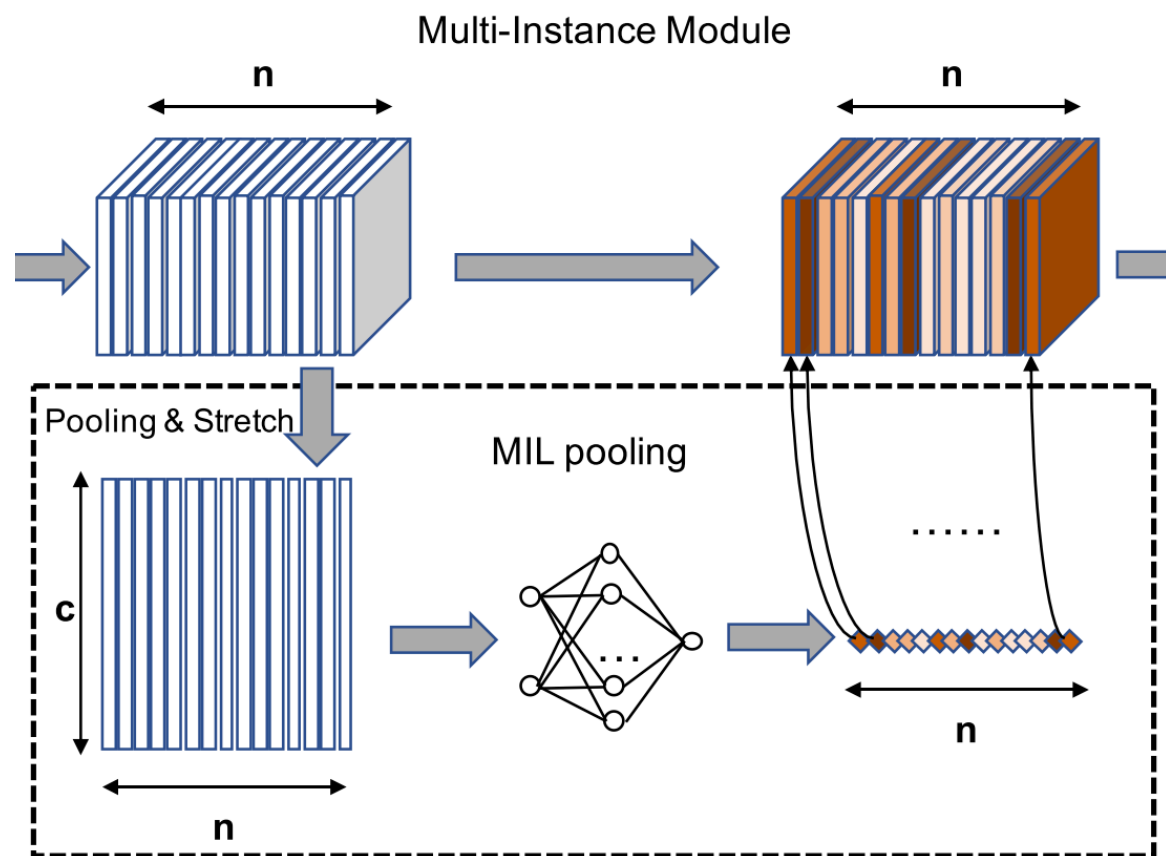 Multi-Instance Module
n
n
Pooling & Stretch
MIL pooling
c
......
...
n
n